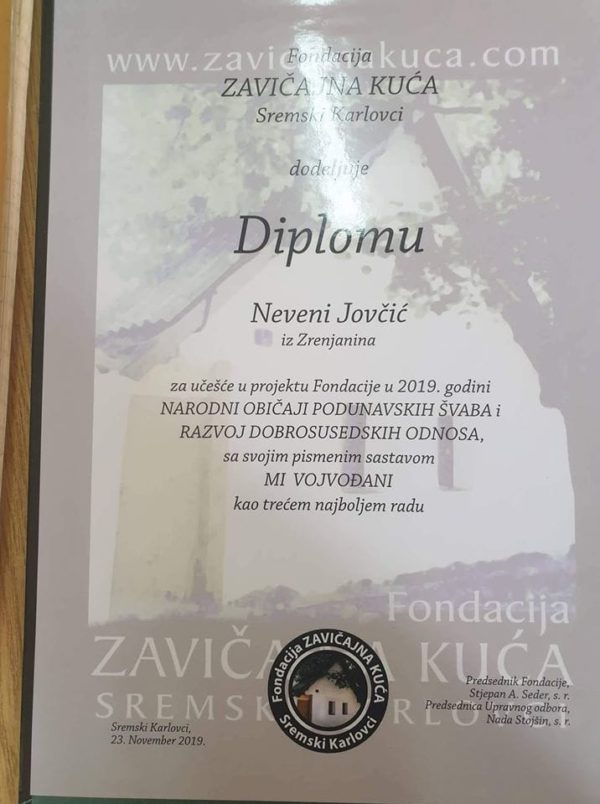 www.zavičajnakuca.com
Fondacija
ZAVIČAJNA KUĆA
Sremski Karlovci
dodeljuje
Diplomu
Neveni Jovčić
iz Zrenjanina
za učešće u projektu Fondacije u 2019. godini
NARODNI OBIČAJI PODUNAVSKIH ŠVABA i
RAZVOJ DOBROSUSEDSKIH ODNOSA,
sa svojim pismenim sastavom
MI VOJVOĐANI
kao trećem najboljem radu
Fondacija
ZAVIČAJNA KUĆA
SREMSKI KARLOVCI
Fondacija ZAVIČAJNA KUĆA
Sremski Karlovci
Sremski Karlovci,
23. November 2019.
Predsednik Fondacije,
Stjepan A. Seder, s. r.
Predsednica Upravnog odbora,
Nada Stojšin, s. r.